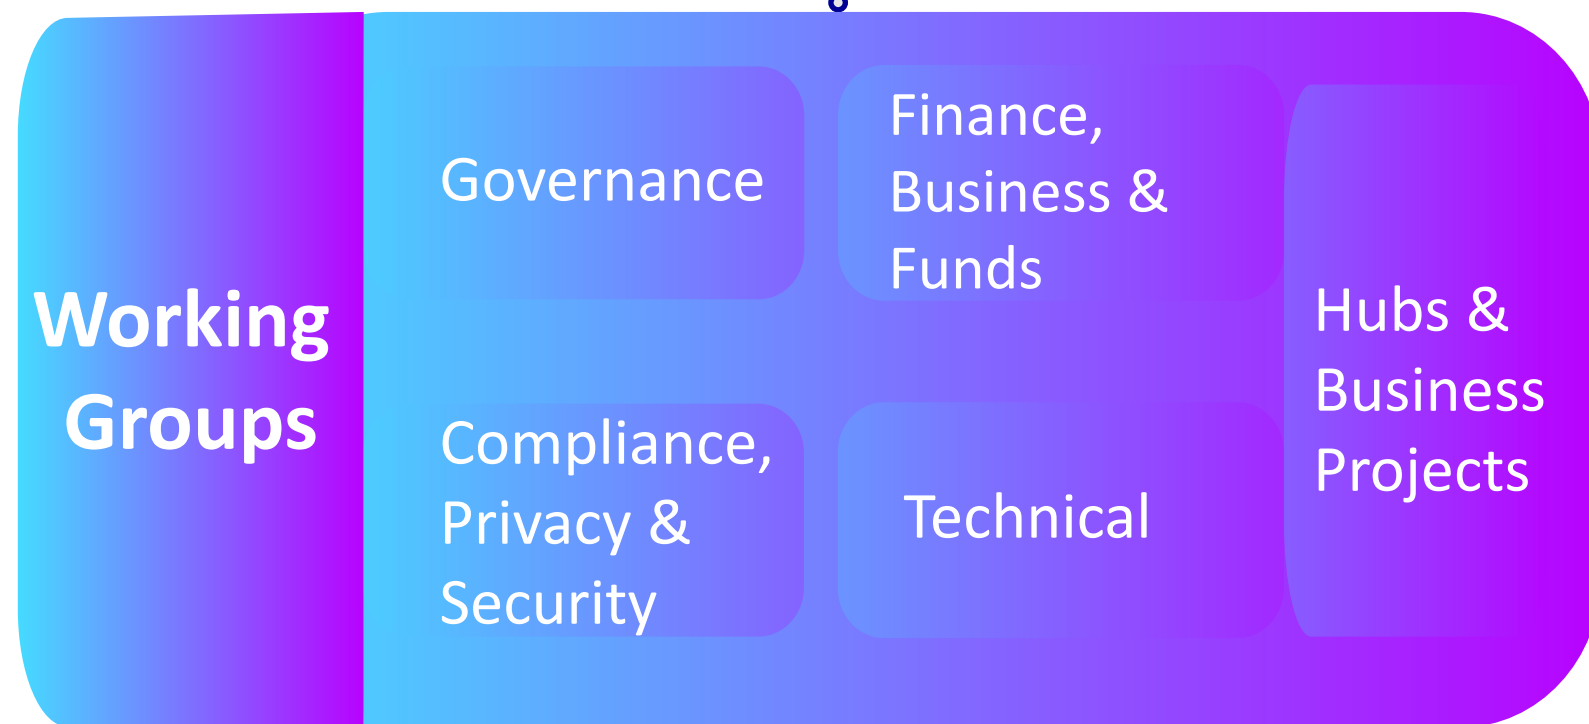 Working
Groups
Governance
Finance,
Business &
Funds
Compliance,
Privacy &
Security
Technical
Hubs &
Business
Projects